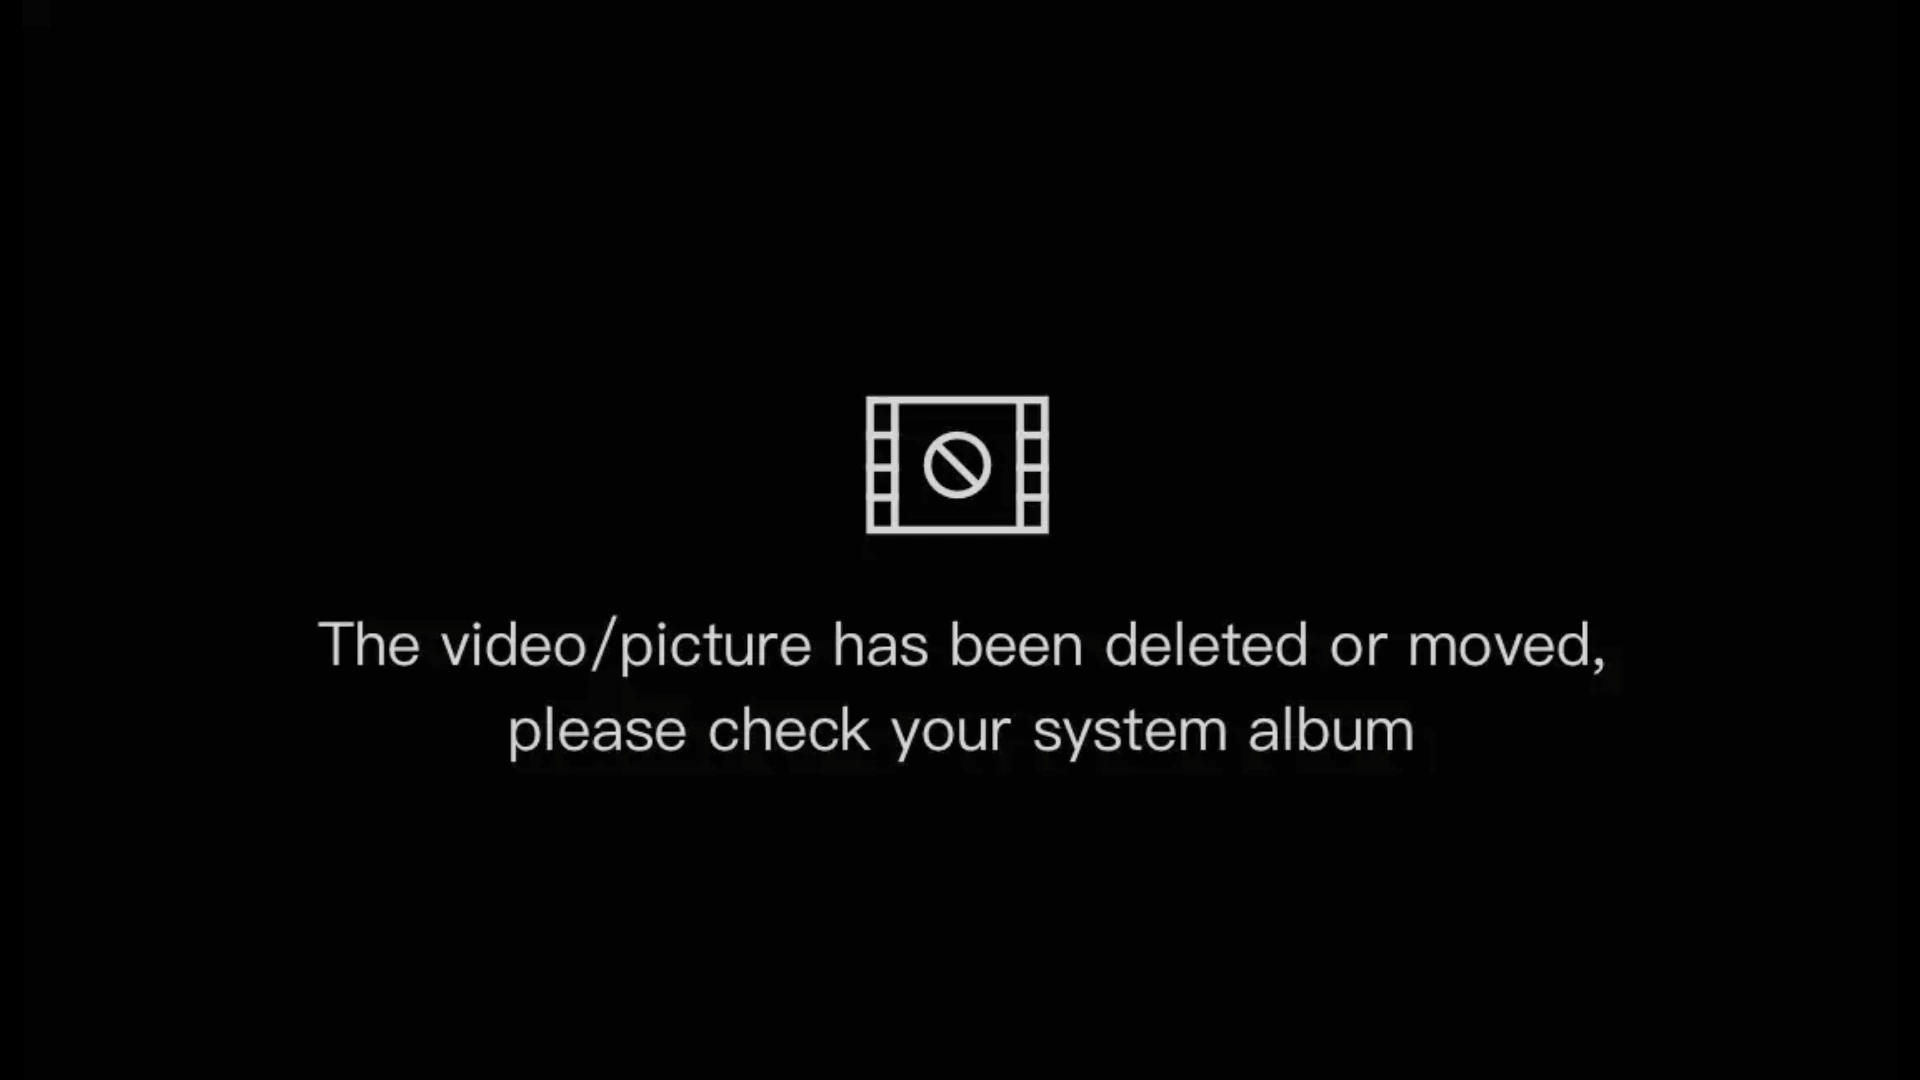 The video/picture has been deleted or moved,
please check your system album